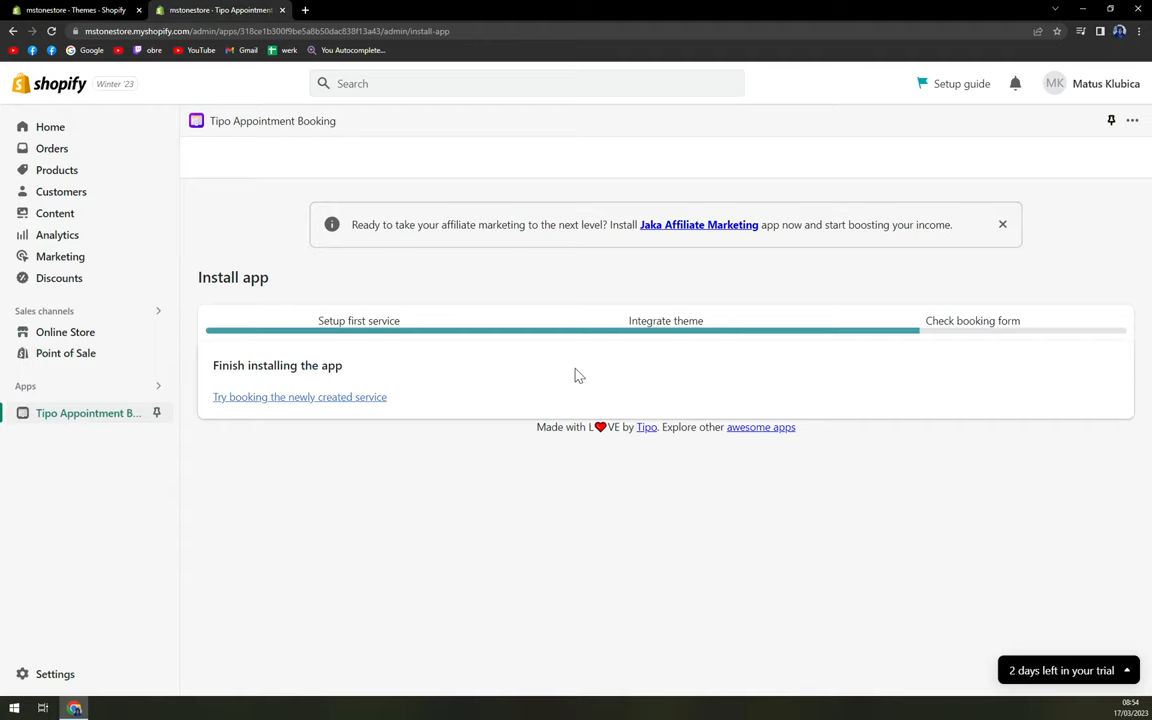 mstonestore - Themes - Shopify
mstonestore - Tipo Appointment
mstonestore.myshopify.com/admin/apps/318ce1b300f9be5a8b50dac838f13a43/admin/install-app
Google
obre
YouTube
Gmail
werk
You Autocomplete...
shopify
Winter '23
Search
Setup guide
MK
Matus Klubica
Home
Orders
Products
Customers
Content
Analytics
Marketing
Discounts
Sales channels
Online Store
Point of Sale
Apps
Tipo Appointment B...
Settings
Tipo Appointment Booking
Ready to take your affiliate marketing to the next level? Install Jaka Affiliate Marketing app now and start boosting your income.
Install app
Setup first service
Integrate theme
Check booking form
Finish installing the app
Try booking the newly created service
Made with L❤VE by Tipo. Explore other awesome apps
2 days left in your trial
08:54
17/03/2023